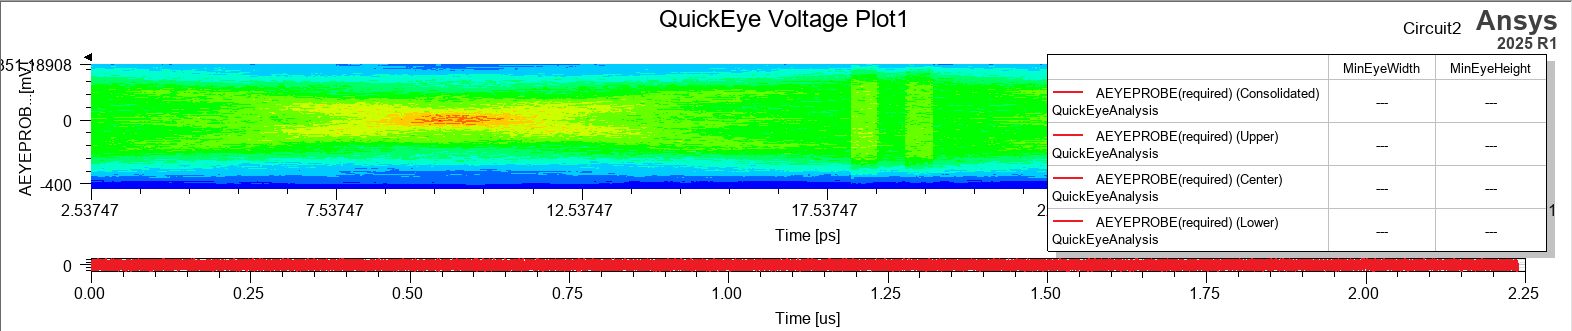 QuickEye Voltage Plot1
Circuit2
Ansys
2025 R1
AEYEPROB...[mV]
351.18908
0
-400
2.53747 7.53747 12.53747 17.53747
Time [ps]
MinEyeWidth MinEyeHeight
AEYEPROBE(required) (Consolidated)
QuickEyeAnalysis
--- ---
AEYEPROBE(required) (Upper)
QuickEyeAnalysis
--- ---
AEYEPROBE(required) (Center)
QuickEyeAnalysis
--- ---
AEYEPROBE(required) (Lower)
QuickEyeAnalysis
--- ---
0
0.00 0.25 0.50 0.75 1.00 1.25 1.50 1.75 2.00 2.25
Time [us]